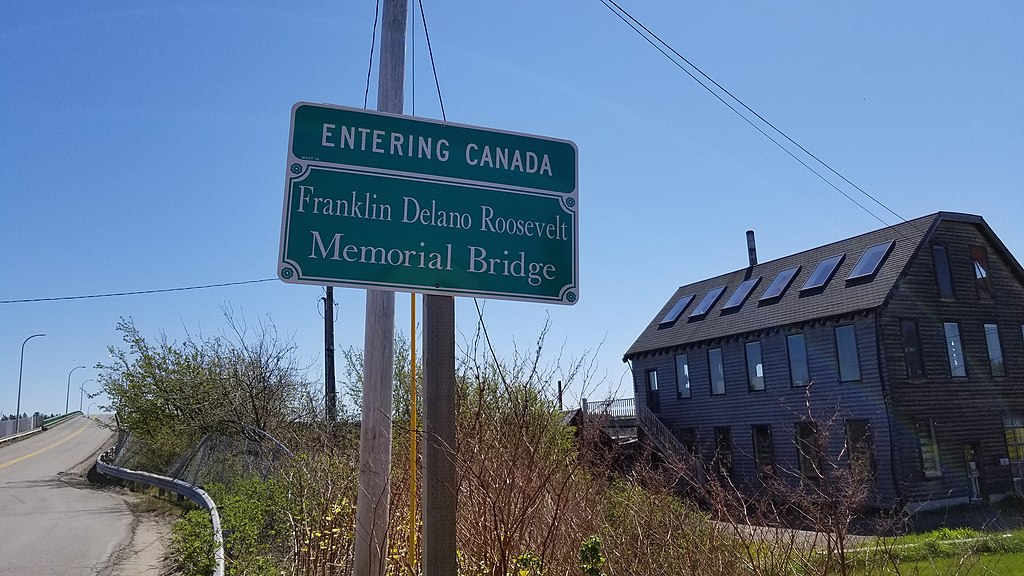 ENTERING CANADA
Franklin Delano Roosevelt
Memorial Bridge